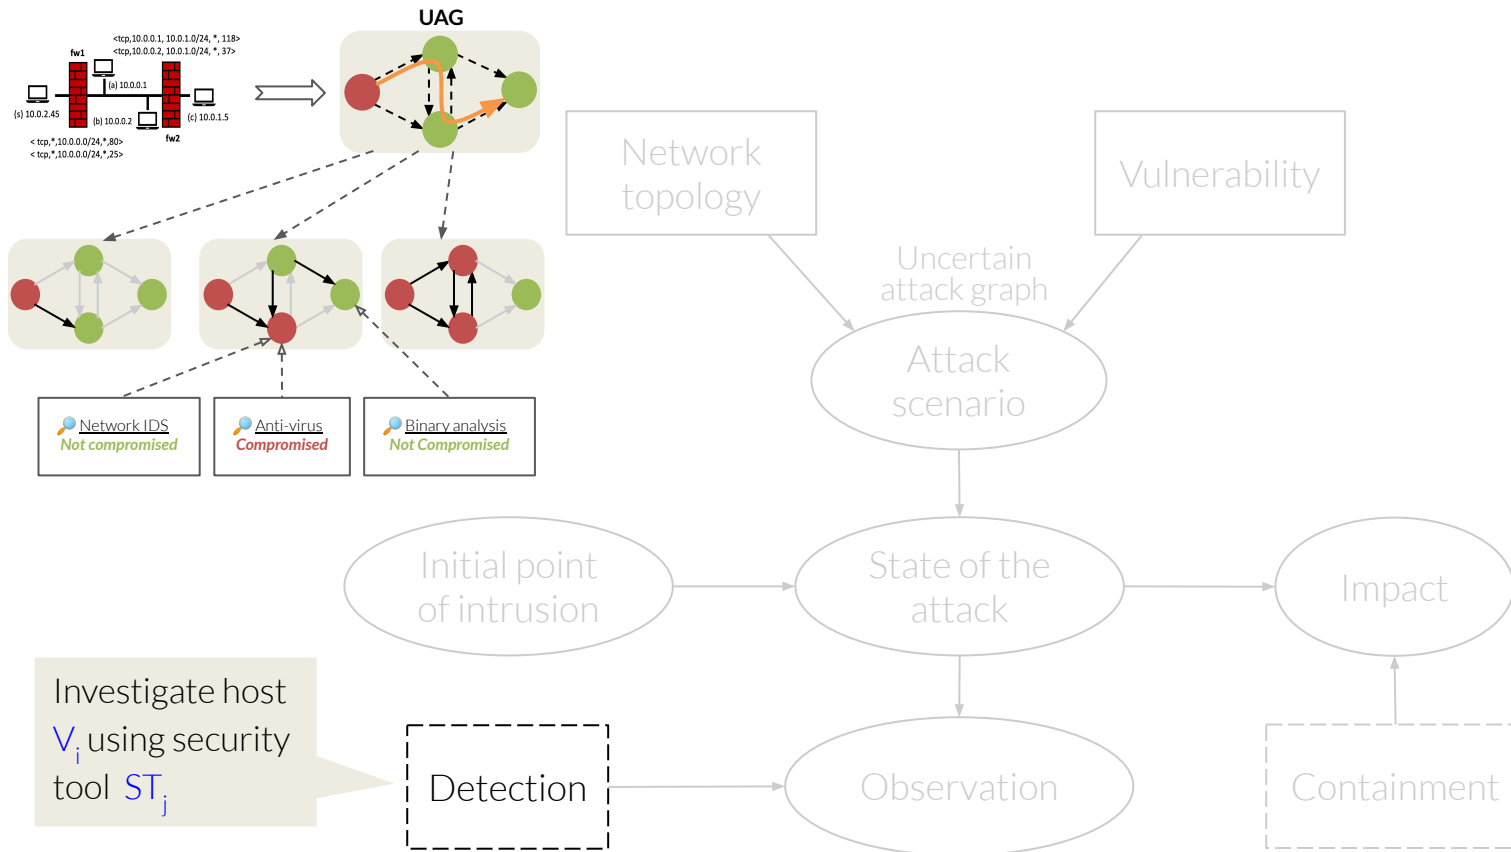 UAG
<tcp,10.0.0.1, 10.0.1.0/24, *, 118>
<tcp,10.0.0.2, 10.0.1.0/24, *, 37>
fw1
(a) 10.0.0.1
(s) 10.0.2.45
(b) 10.0.0.2
(c) 10.0.1.5
fw2
< tcp,*,10.0.0.0/24,*,80>
< tcp,*,10.0.0.0/24,*,25>
Network
topology
Vulnerability
Uncertain
attack graph
Attack
scenario
Network IDS
Not compromised
Anti-virus
Compromised
Binary analysis
Not Compromised
Initial point
of intrusion
State of the
attack
Impact
Investigate host
Vi using security
tool STj
Detection
Observation
Containment